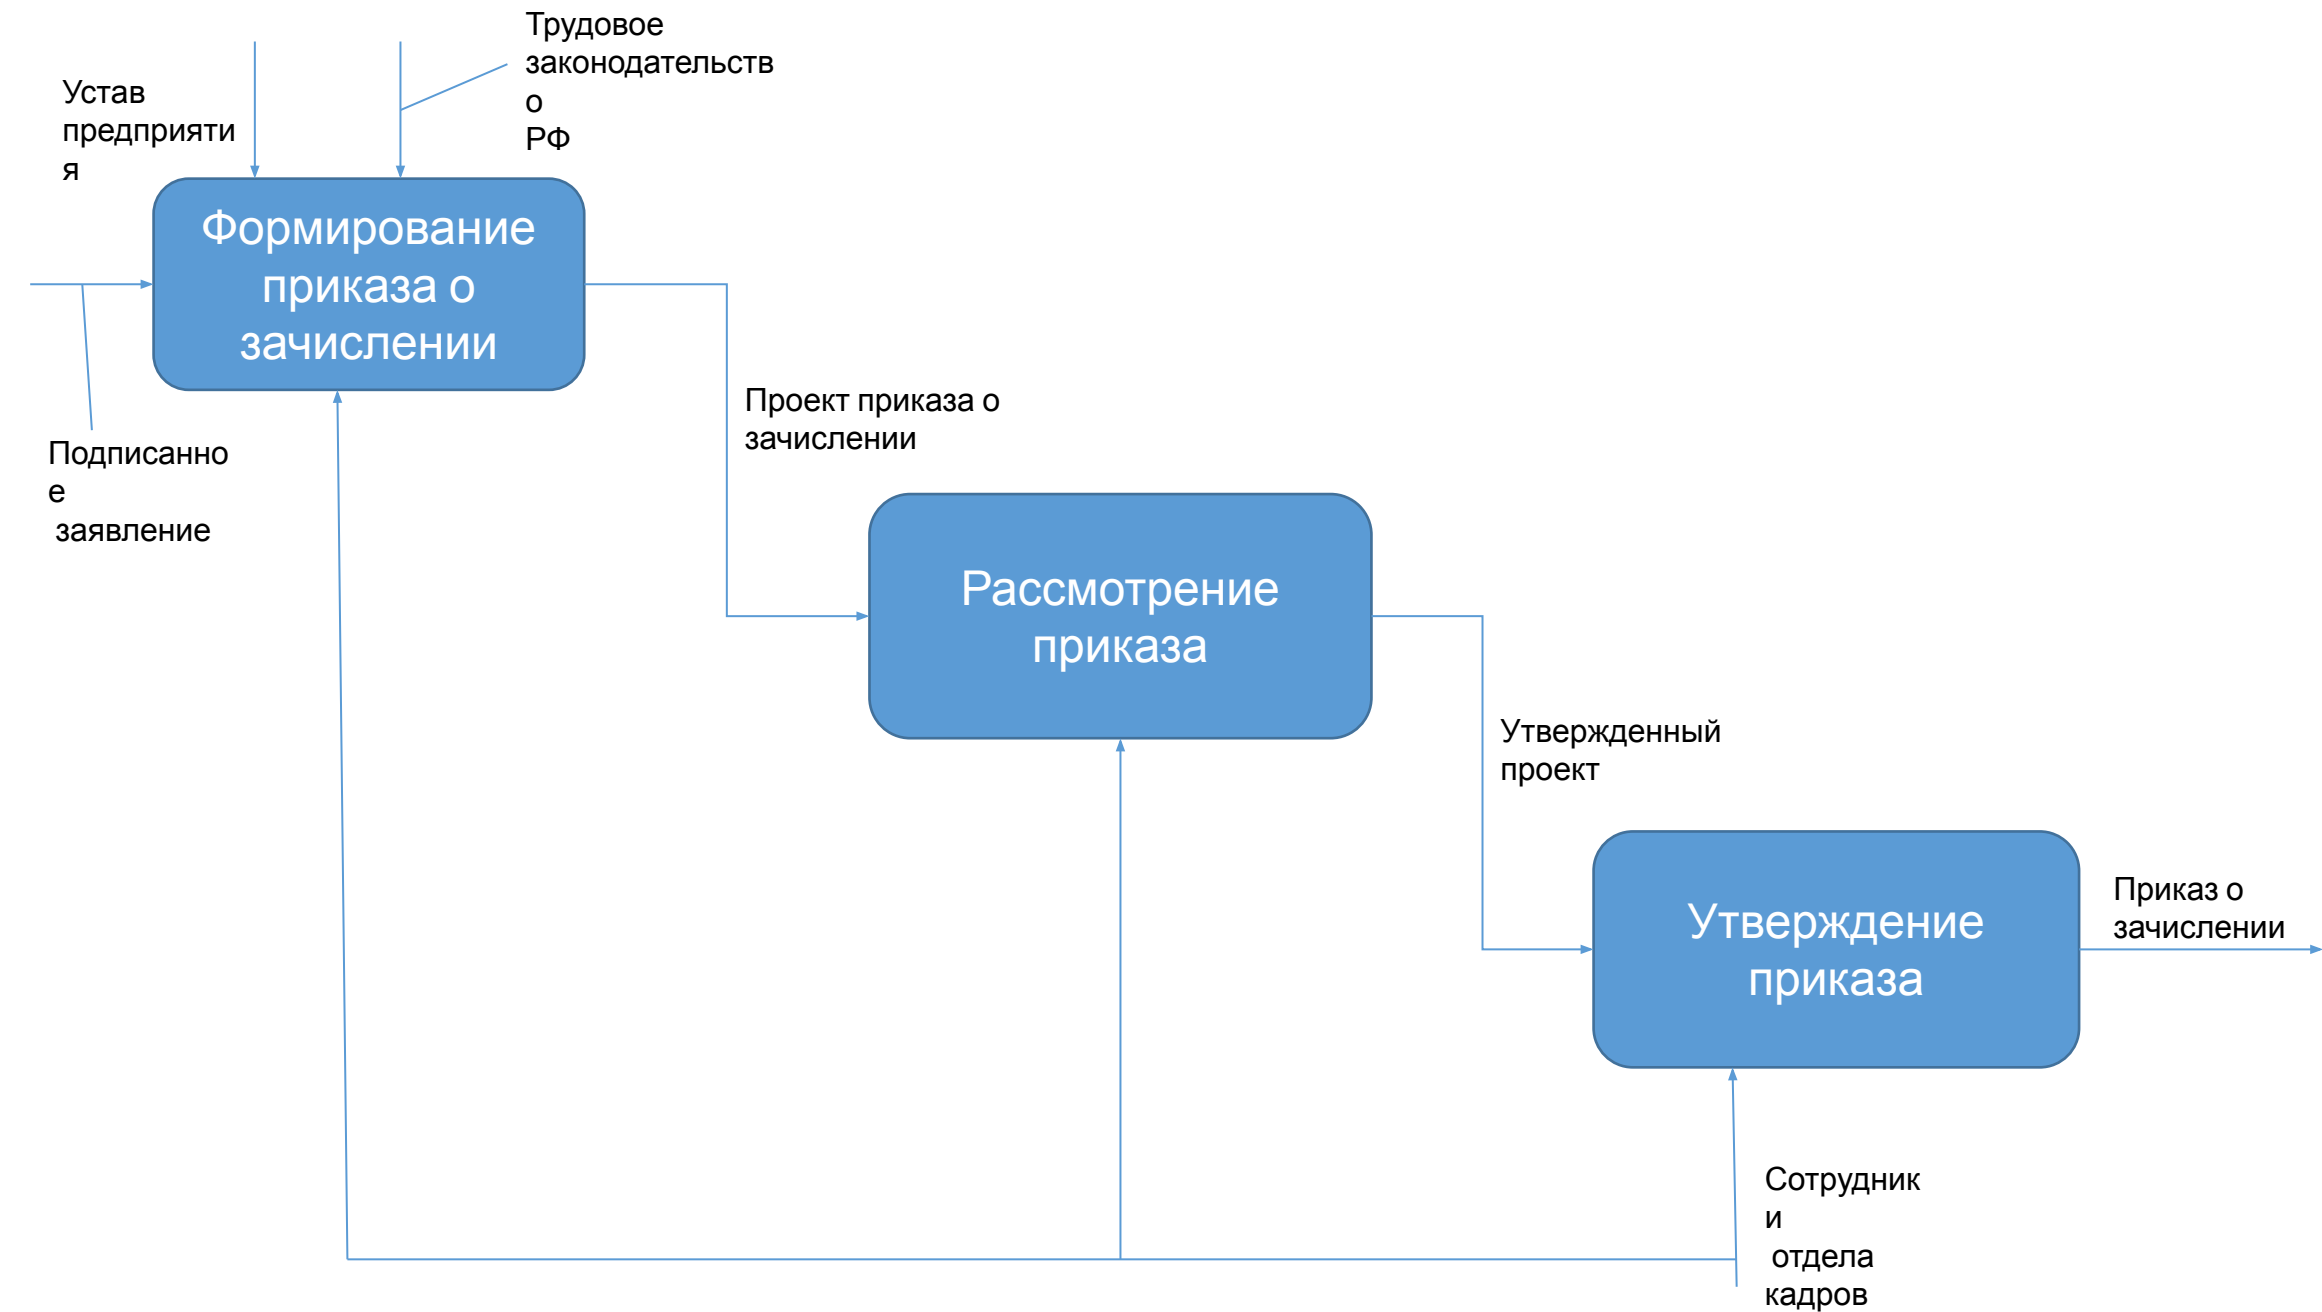 Трудовое
законодательств
о
РФ
Устав
предприяти
я
Формирование
приказа о
зачислении
Подписанно
е
заявление
Проект приказа о
зачислении
Рассмотрение
приказа
Утвержденный
проект
Утверждение
приказа
Приказ о
зачислении
Сотрудник
и
отдела
кадров